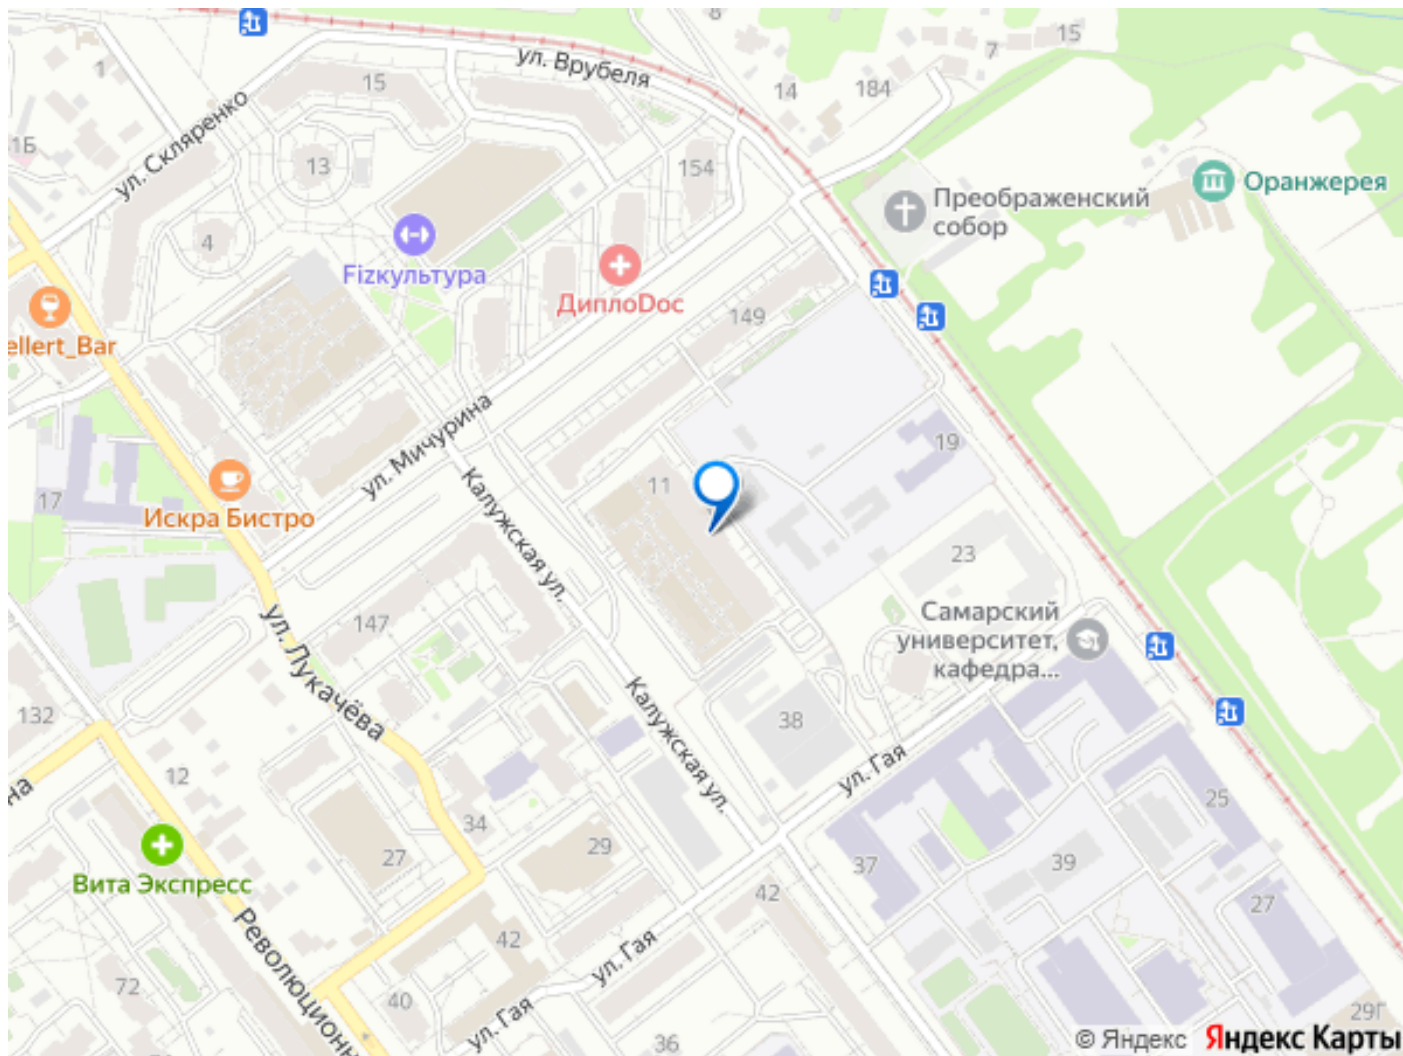 8
15
7
ул. Врубеля
15
14
184
1
1Б
ул. Скляренко
13
154
Оранжерея
Преображенский
собор
4
Fizкультура
ДиплоDoc
149
ellert_Bar
ул. Мичурина
19
17
11
Искра Бистро
Калужская ул.
23
Самарский
университет,
кафедра...
147
ул. Лукачёва
132
Калужская ул.
38
12
на
ул. Гая
25
34
29
27
37
39
Вита Экспресс
42
27
Революционн
42
ул. Гая
72
40
ул. Гая
36
29Г
© Яндекс Яндекс Карты